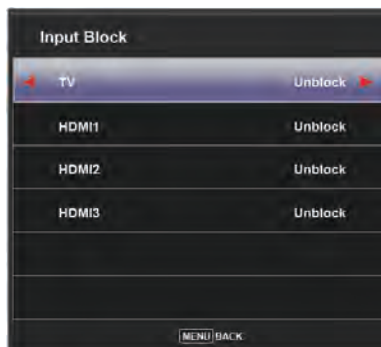 Input Block
TV Unblock
HDMI1 Unblock
HDMI2 Unblock
HDMI3 Unblock
MENU BACK